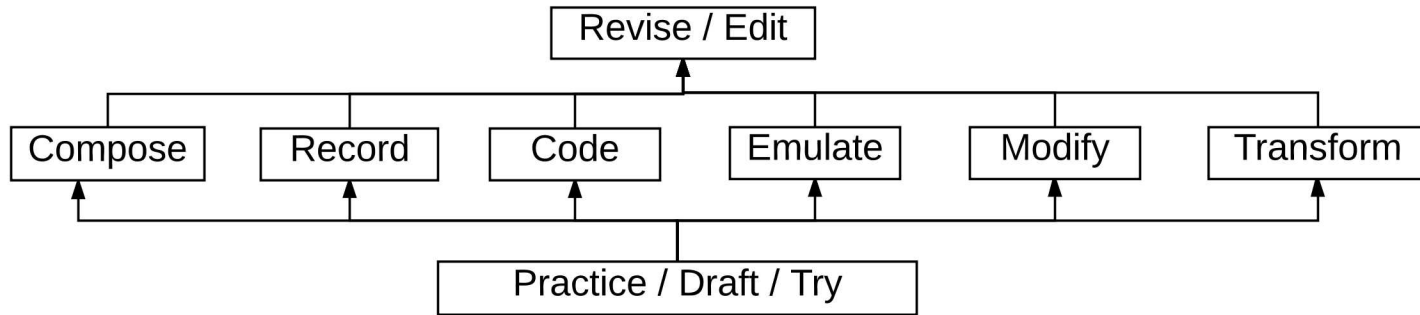 Revise / Edit
Compose
Record
Code
Emulate
Modify
Transform
Practice / Draft / Try